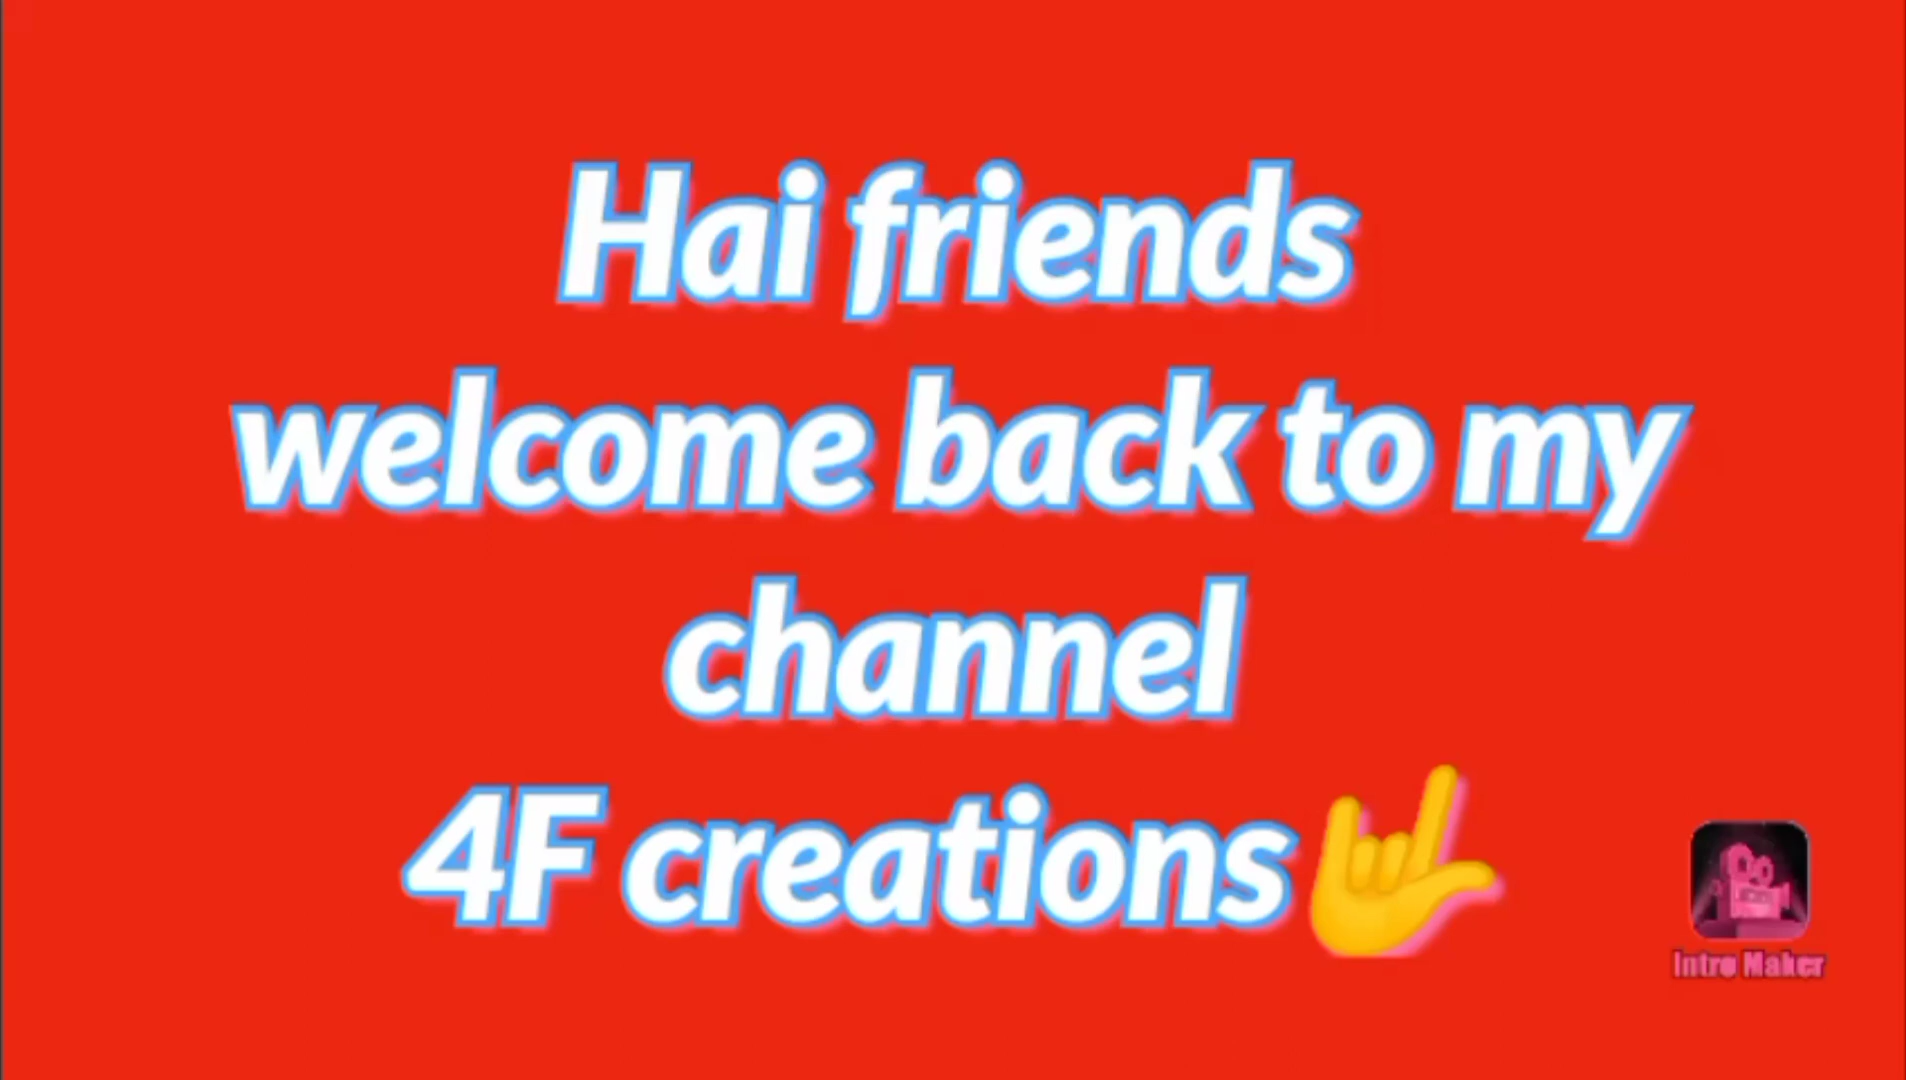 Hai friends
welcome back to my
channel
4F creations🤟
Intro Maker